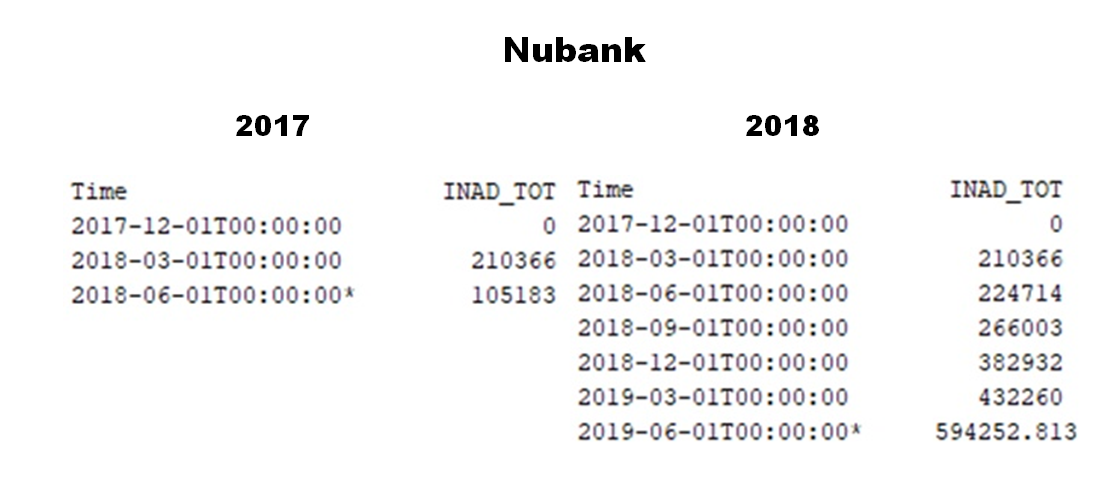 Nubank
2017
Time INAD_TOT
2017-12-01T00:00:00 0
2018-03-01T00:00:00 210366
2018-06-01T00:00:00* 105183
2018
Time INAD_TOT
2017-12-01T00:00:00 0
2018-03-01T00:00:00 210366
2018-06-01T00:00:00 224714
2018-09-01T00:00:00 266003
2018-12-01T00:00:00 382932
2019-03-01T00:00:00 432260
2019-06-01T00:00:00* 594252.813